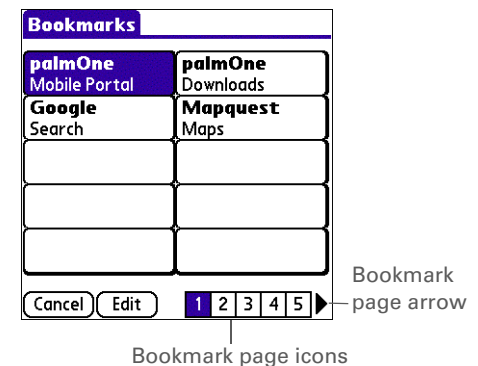 Bookmarks
palmOne
Mobile Portal
palmOne
Downloads
Google
Search
Mapquest
Maps
Cancel Edit 1 2 3 4 5
Bookmark
page arrow
Bookmark page icons